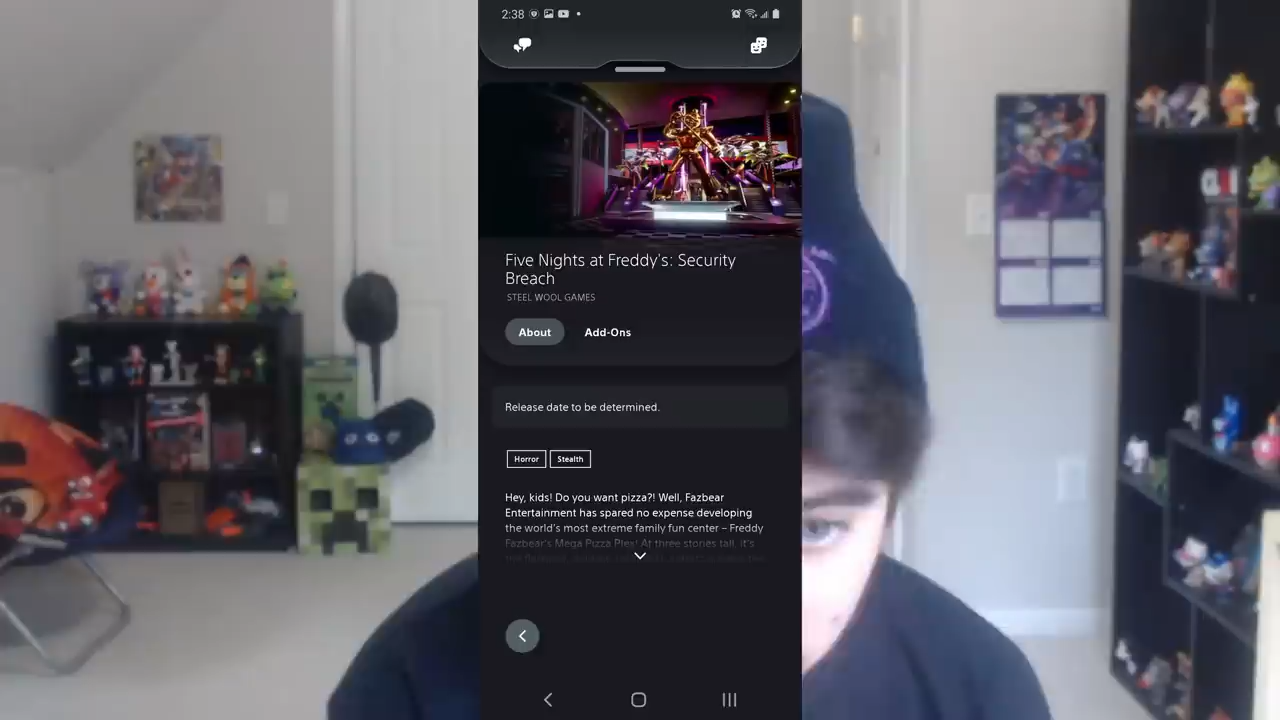 2:38
Five Nights at Freddy's: Security
Breach
STEEL WOOL GAMES
About
Add-Ons
Release date to be determined.
Horror
Stealth
Hey, kids! Do you want pizza?! Well, Fazbear
Entertainment has spared no expense developing
the world's most extreme family fun center – Freddy
Fazbear's Mega Pizza Plex! At three stories tall, it's